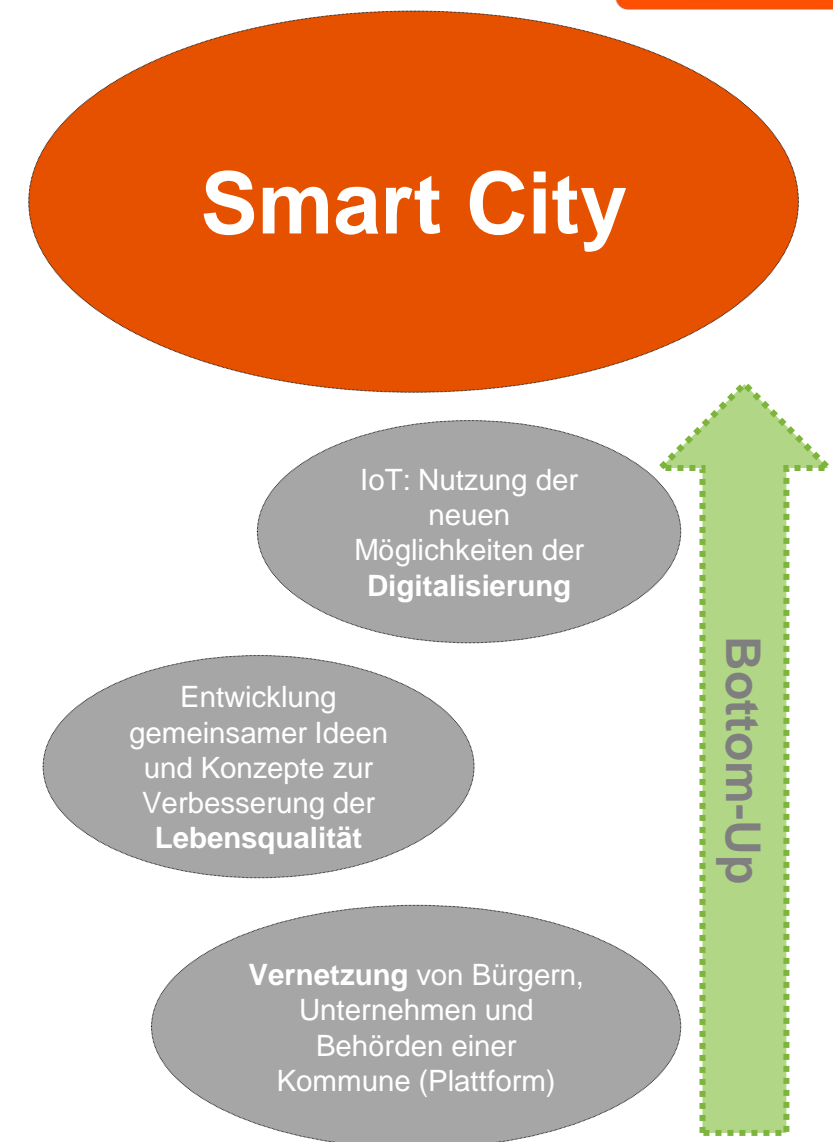 Smart City
IoT: Nutzung der
neuen
Möglichkeiten der
Digitalisierung
Entwicklung
gemeinsamer Ideen
und Konzepte zur
Verbesserung der
Lebensqualität
Bottom-Up
Vernetzung von Bürgern,
Unternehmen und
Behörden einer
Kommune (Plattform)